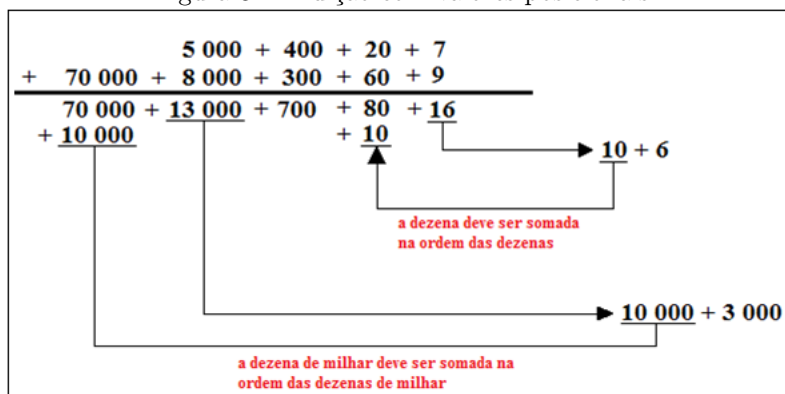 5 000 + 400 + 20 + 7
+ 70 000 + 8 000 + 300 + 60 + 9
70 000 + 13 000 + 700 + 80 + 16
+ 10 000 + 10
10 + 6
a dezena deve ser somada
na ordem das dezenas
10 000 + 3 000
a dezena de milhar deve ser somada na
ordem das dezenas de milhar